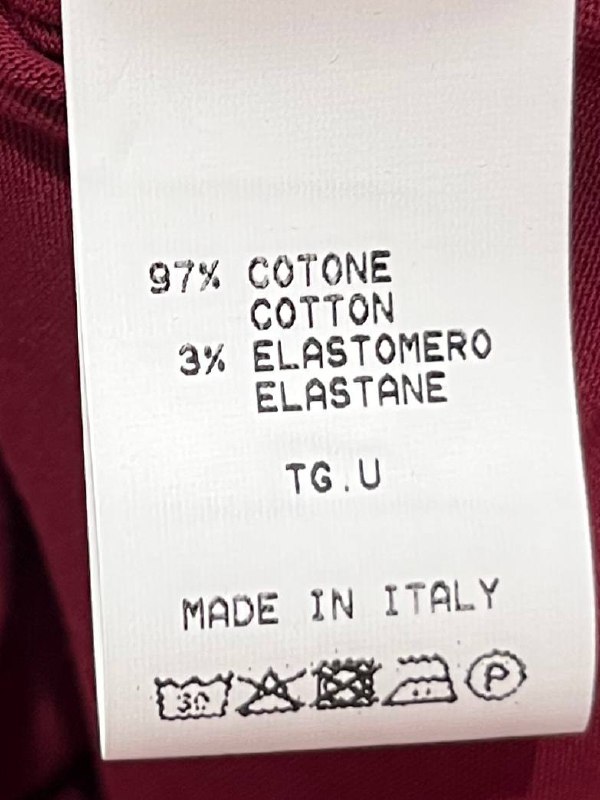 97% COTONE
COTTON
3% ELASTOMERO
ELASTANE
TG.U
MADE IN ITALY
30 P